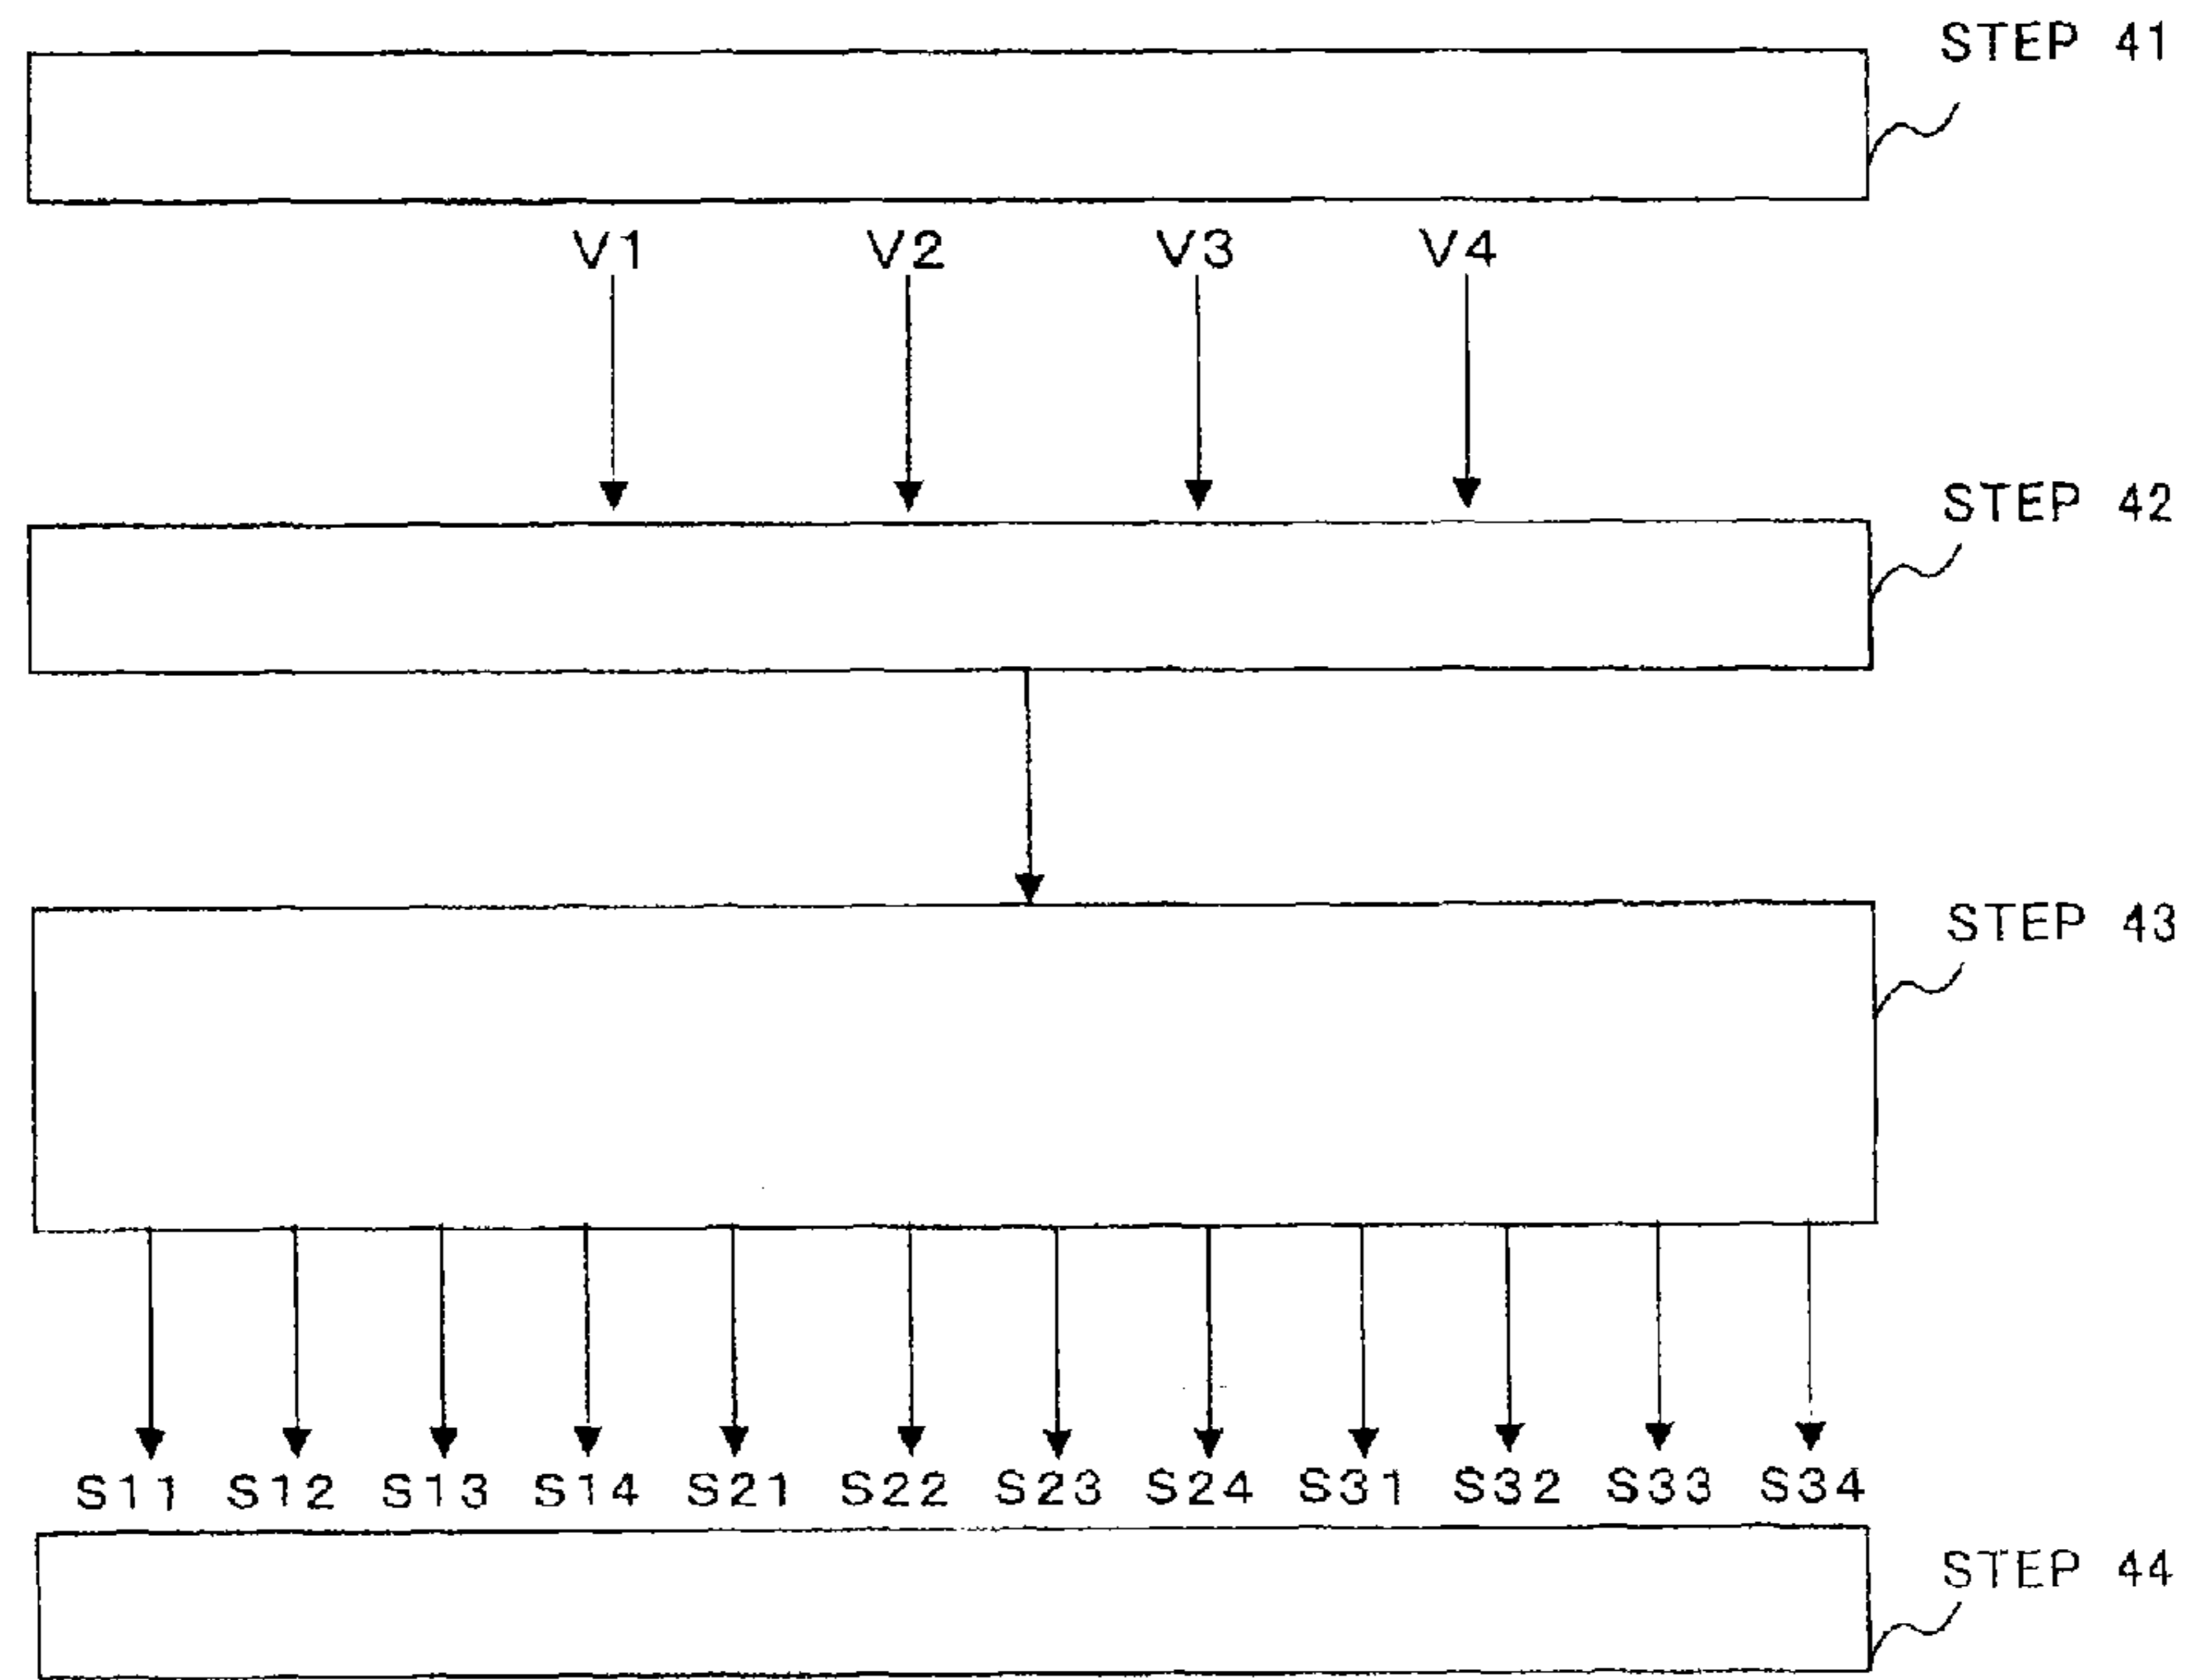 STEP 41
V1 V2 V3 V4
STEP 42
STEP 43
S11 S12 S13 S14 S21 S22 S23 S24 S31 S32 S33 S34
STEP 44